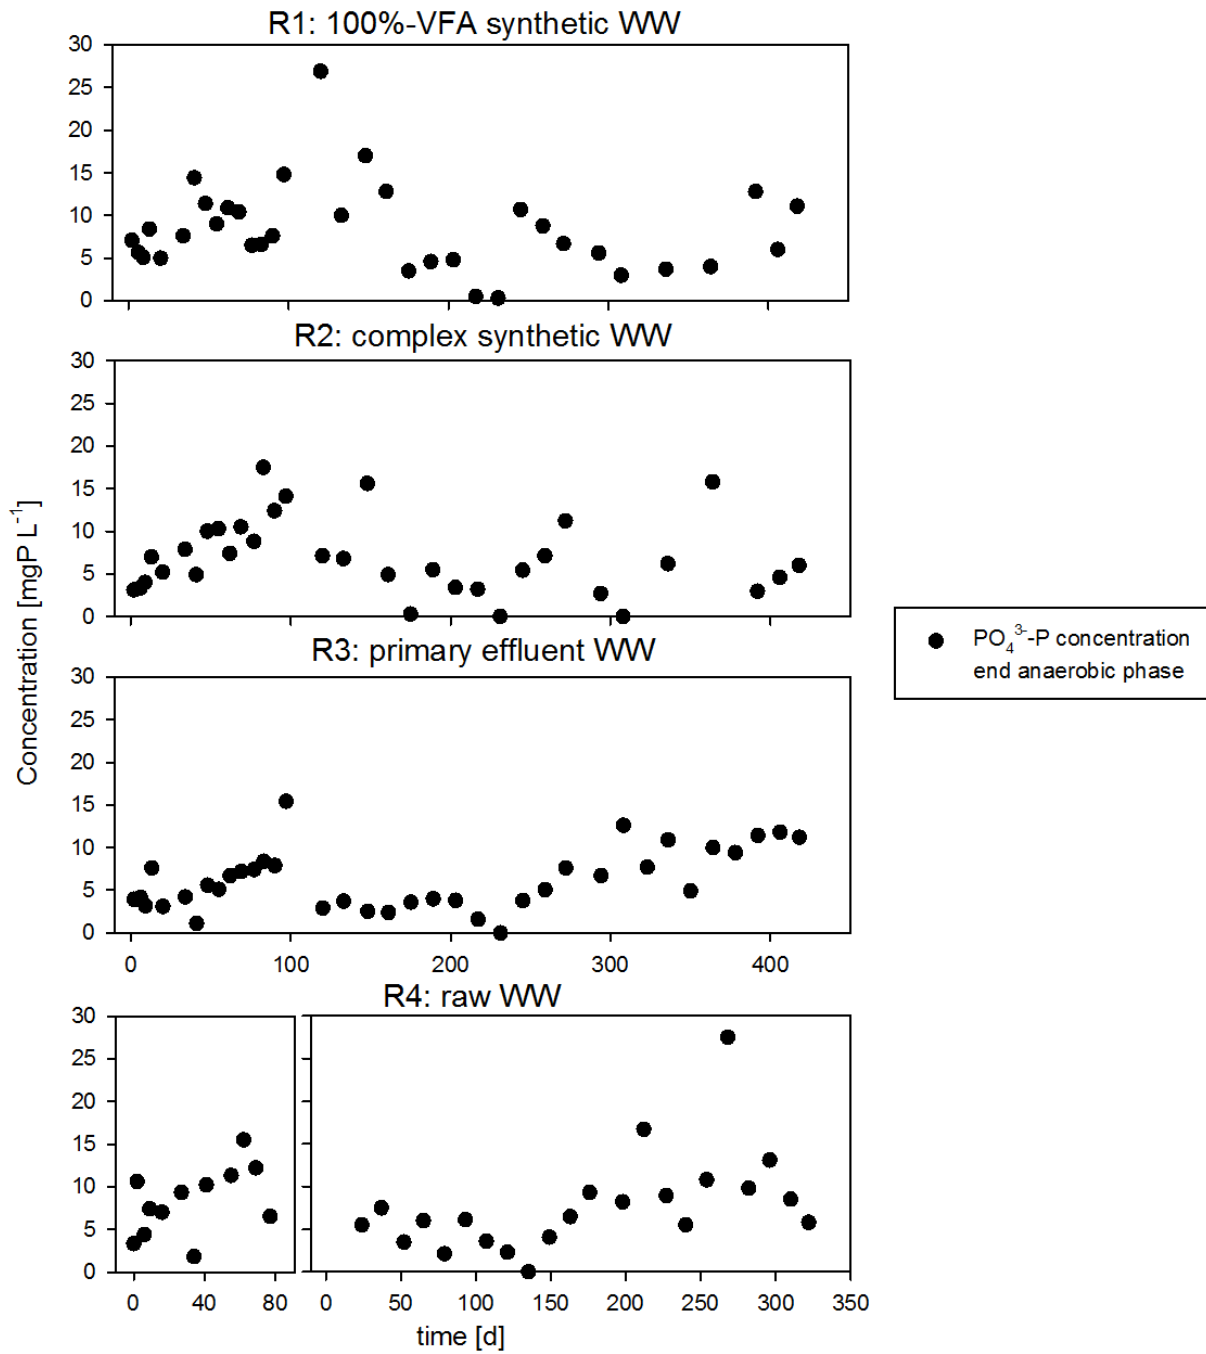 R1: 100%-VFA synthetic WW
30
25
20
15
10
5
0
R2: complex synthetic WW
30
25
20
15
10
5
0
Concentration [mgP L⁻¹]
PO₄³⁻-P concentration
end anaerobic phase
R3: primary effluent WW
30
25
20
15
10
5
0
0 100 200 300 400
R4: raw WW
30
25
20
15
10
5
0
0 40 80 0 50 100 150 200 250 300 350
time [d]